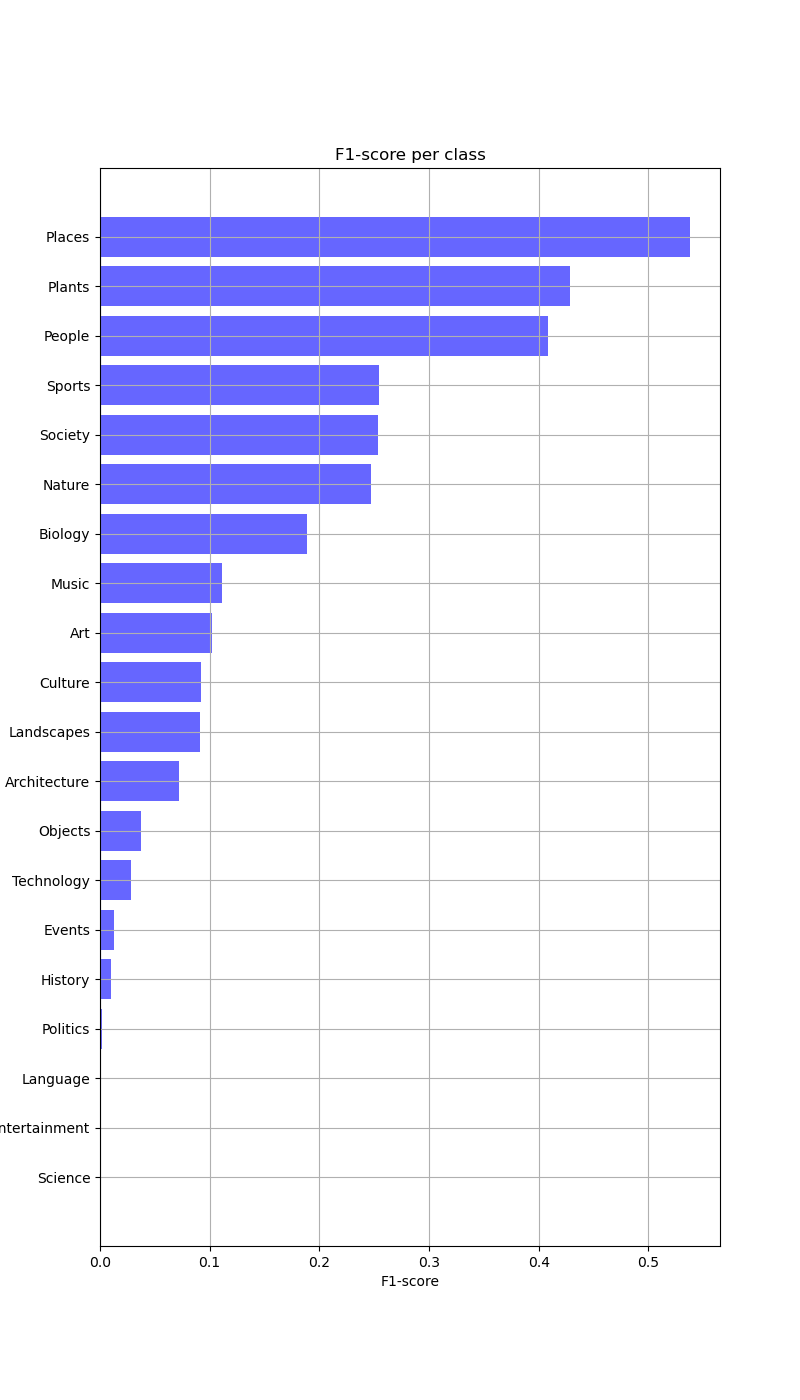 F1-score per class
Places
Plants
People
Sports
Society
Nature
Biology
Music
Art
Culture
Landscapes
Architecture
Objects
Technology
Events
History
Politics
Language
ntertainment
Science
0.0 0.1 0.2 0.3 0.4 0.5
F1-score